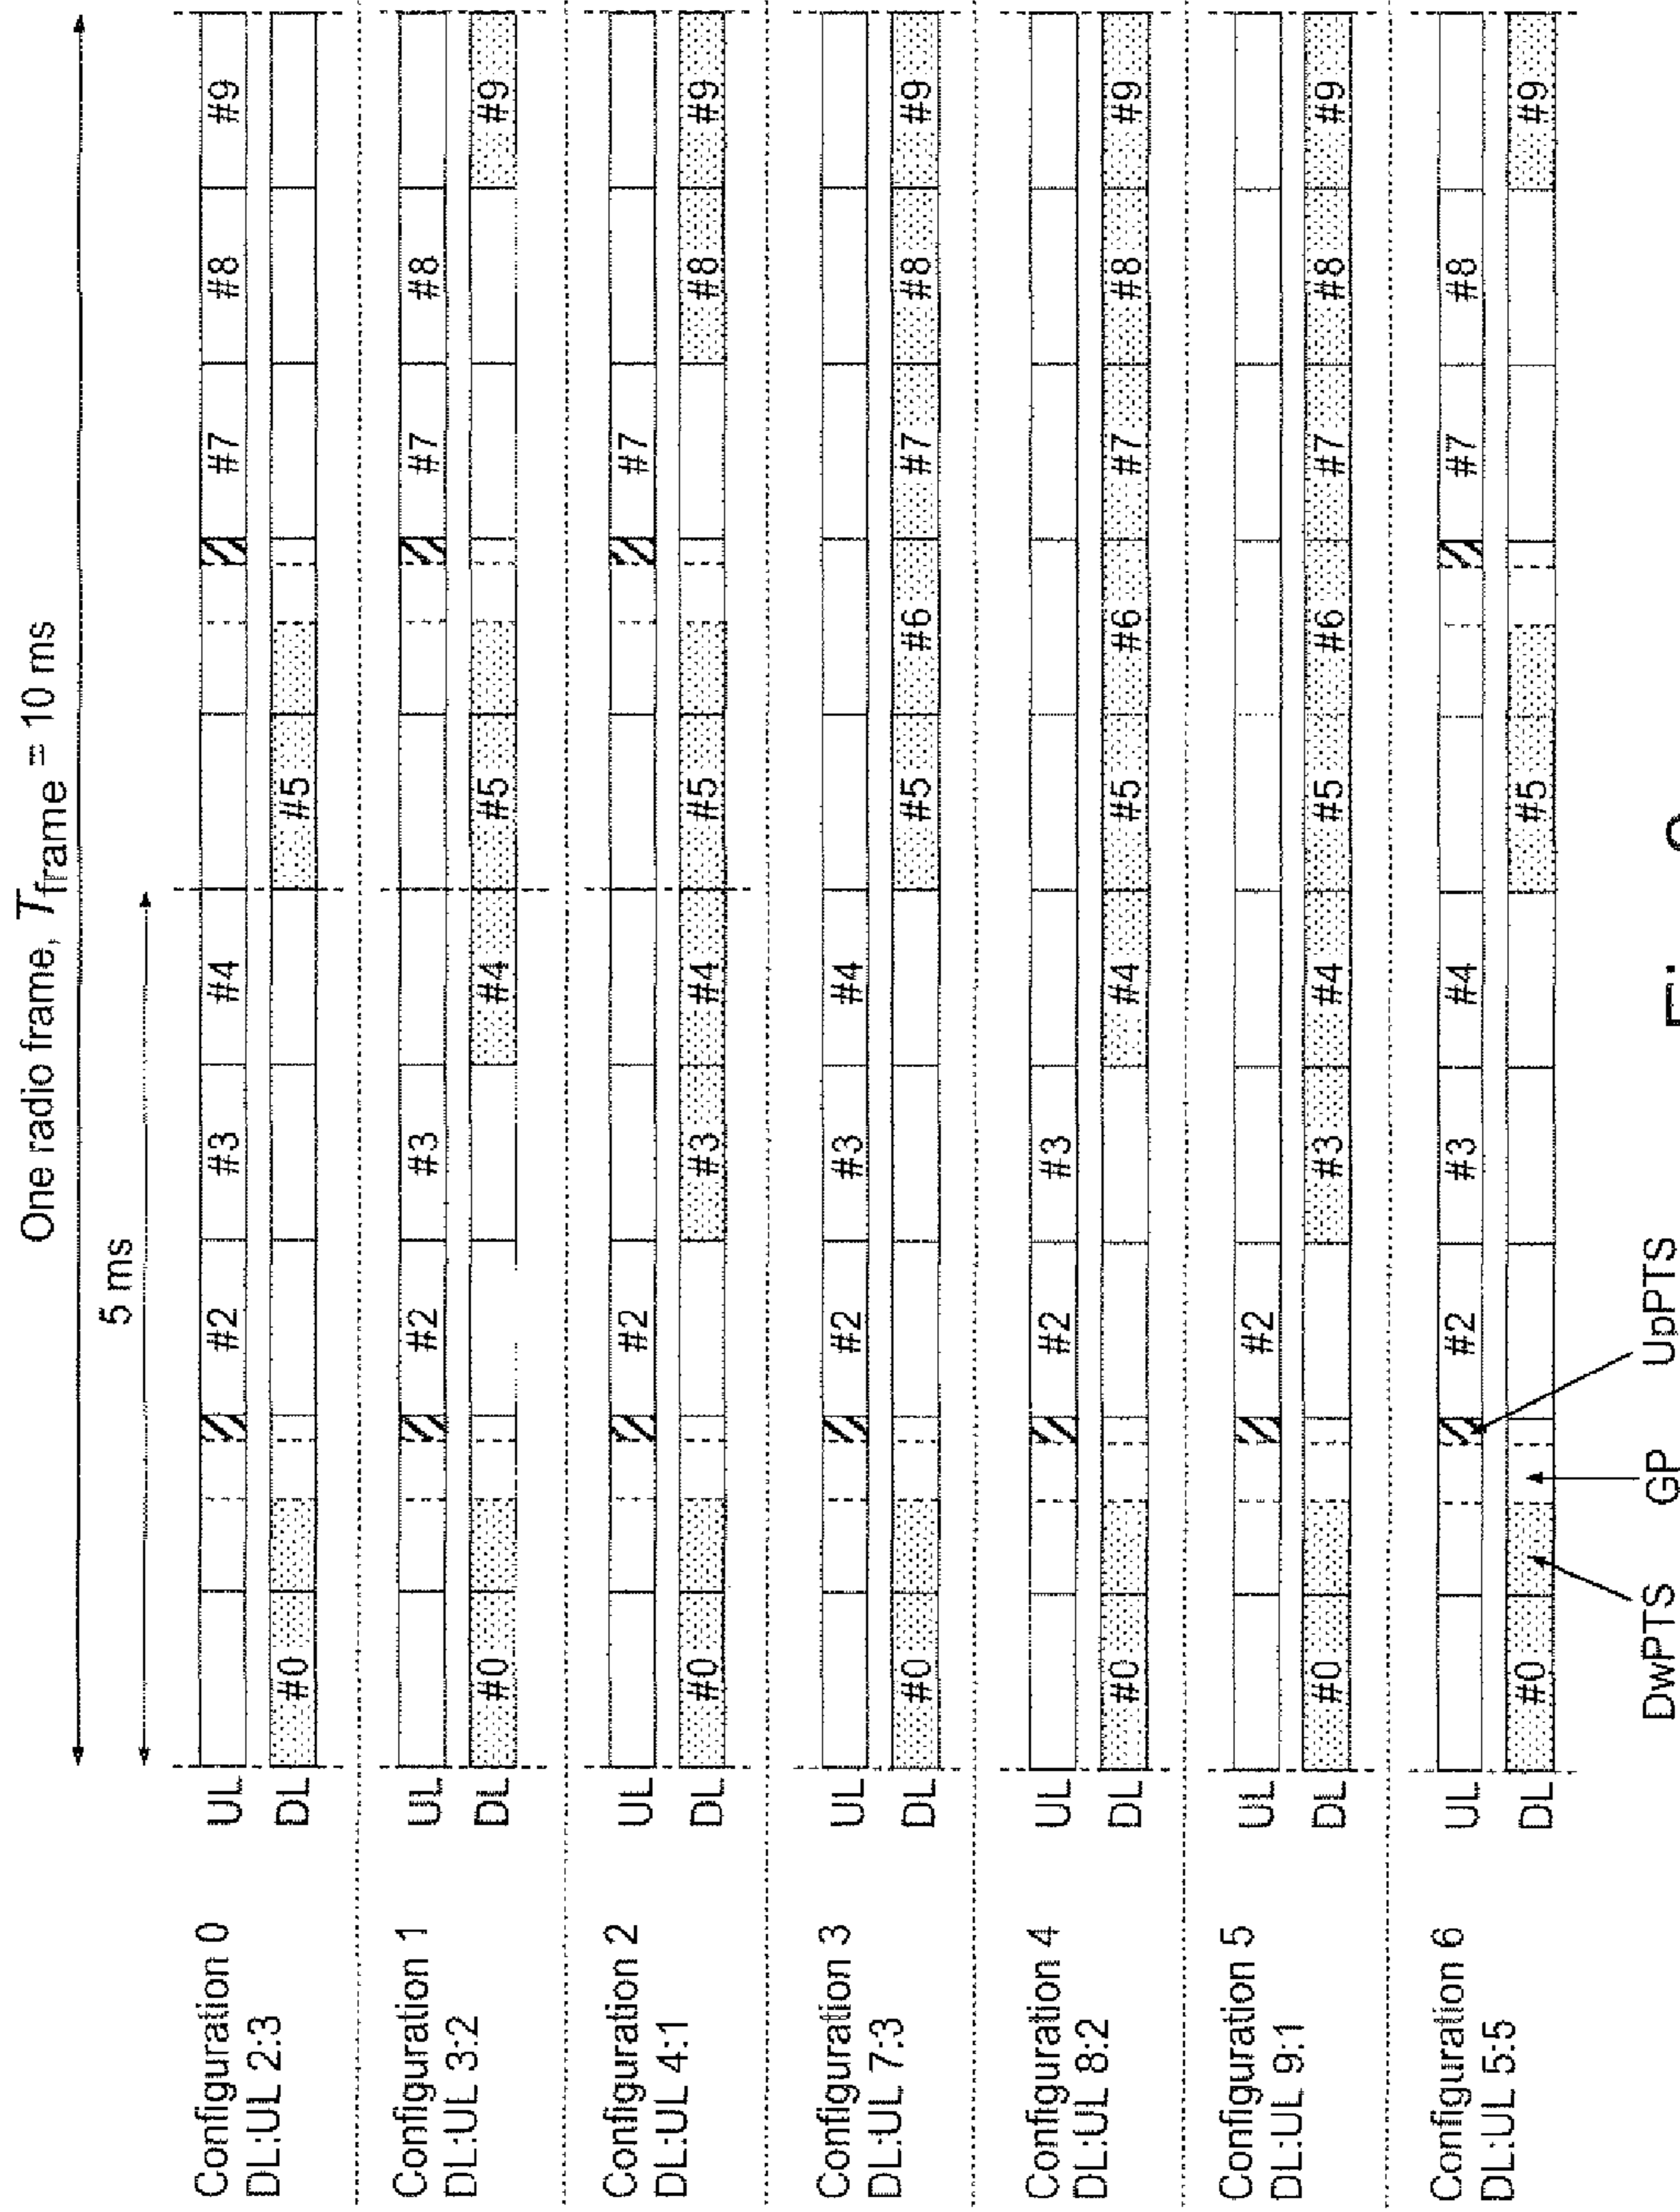 One radio frame, Tframe = 10 ms
5 ms
Configuration 0
DL:UL 2:3
UL
#2 #3 #4 #7 #8 #9
DL
#0 #5
Configuration 1
DL:UL 3:2
UL
#2 #3 #7 #8
DL
#0 #4 #5 #9
Configuration 2
DL:UL 4:1
UL
#2 #7
DL
#0 #3 #4 #5 #8 #9
Configuration 3
DL:UL 7:3
UL
#2 #3 #4
DL
#0 #5 #6 #7 #8 #9
Configuration 4
DL:UL 8:2
UL
#2 #3
DL
#0 #4 #5 #6 #7 #8 #9
Configuration 5
DL:UL 9:1
UL
#2
DL
#0 #3 #4 #5 #6 #7 #8 #9
Configuration 6
DL:UL 5:5
UL
#2 #3 #4 #7 #8
DL
#0 #5 #9
DwPTS GP UpPTS